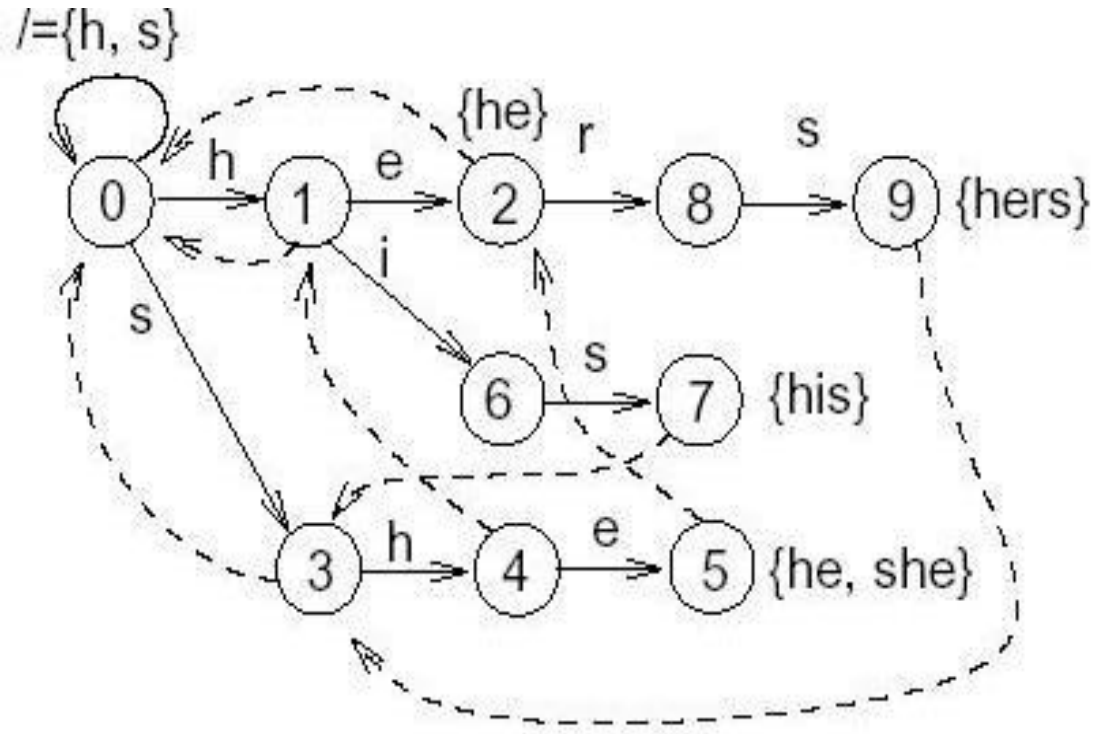 /={h, s}
{he}
r
s
h
e
0
1
2
8
9
{hers}
i
s
s
6
7
{his}
h
e
3
4
5
{he, she}